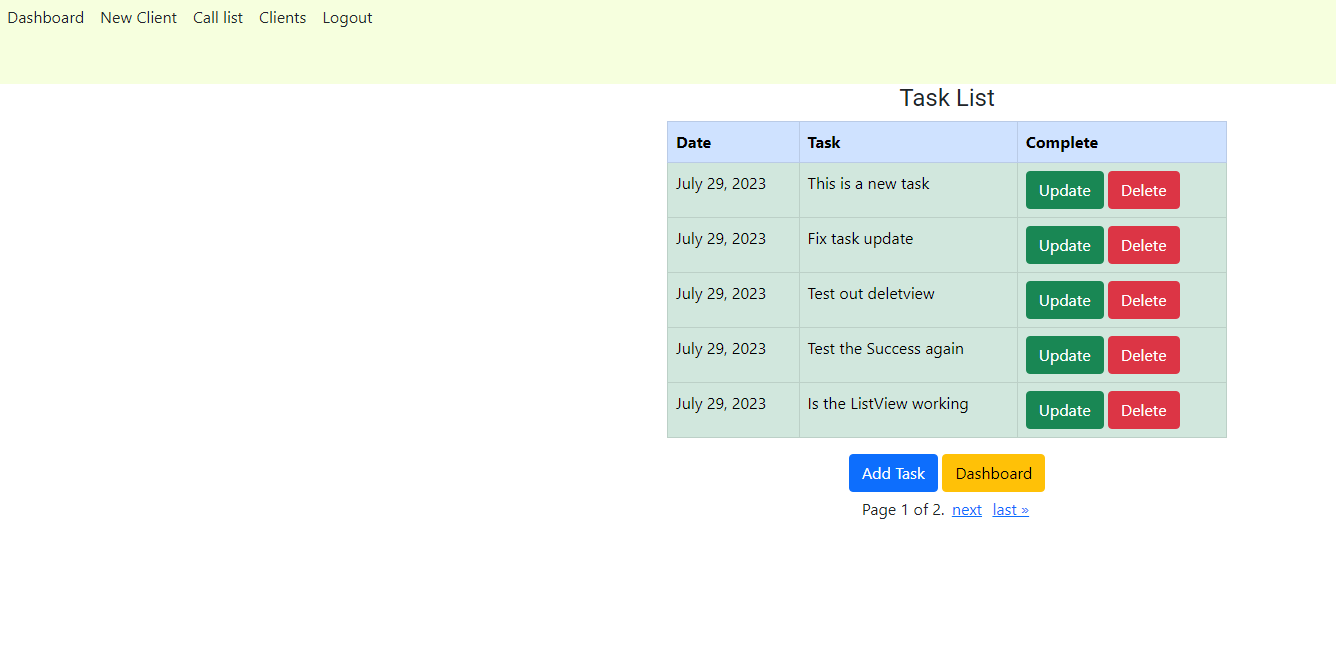 Dashboard New Client Call list Clients Logout
Task List
Date Task Complete
July 29, 2023 This is a new task Update Delete
July 29, 2023 Fix task update Update Delete
July 29, 2023 Test out deletview Update Delete
July 29, 2023 Test the Success again Update Delete
July 29, 2023 Is the ListView working Update Delete
Add Task Dashboard
Page 1 of 2. next last »